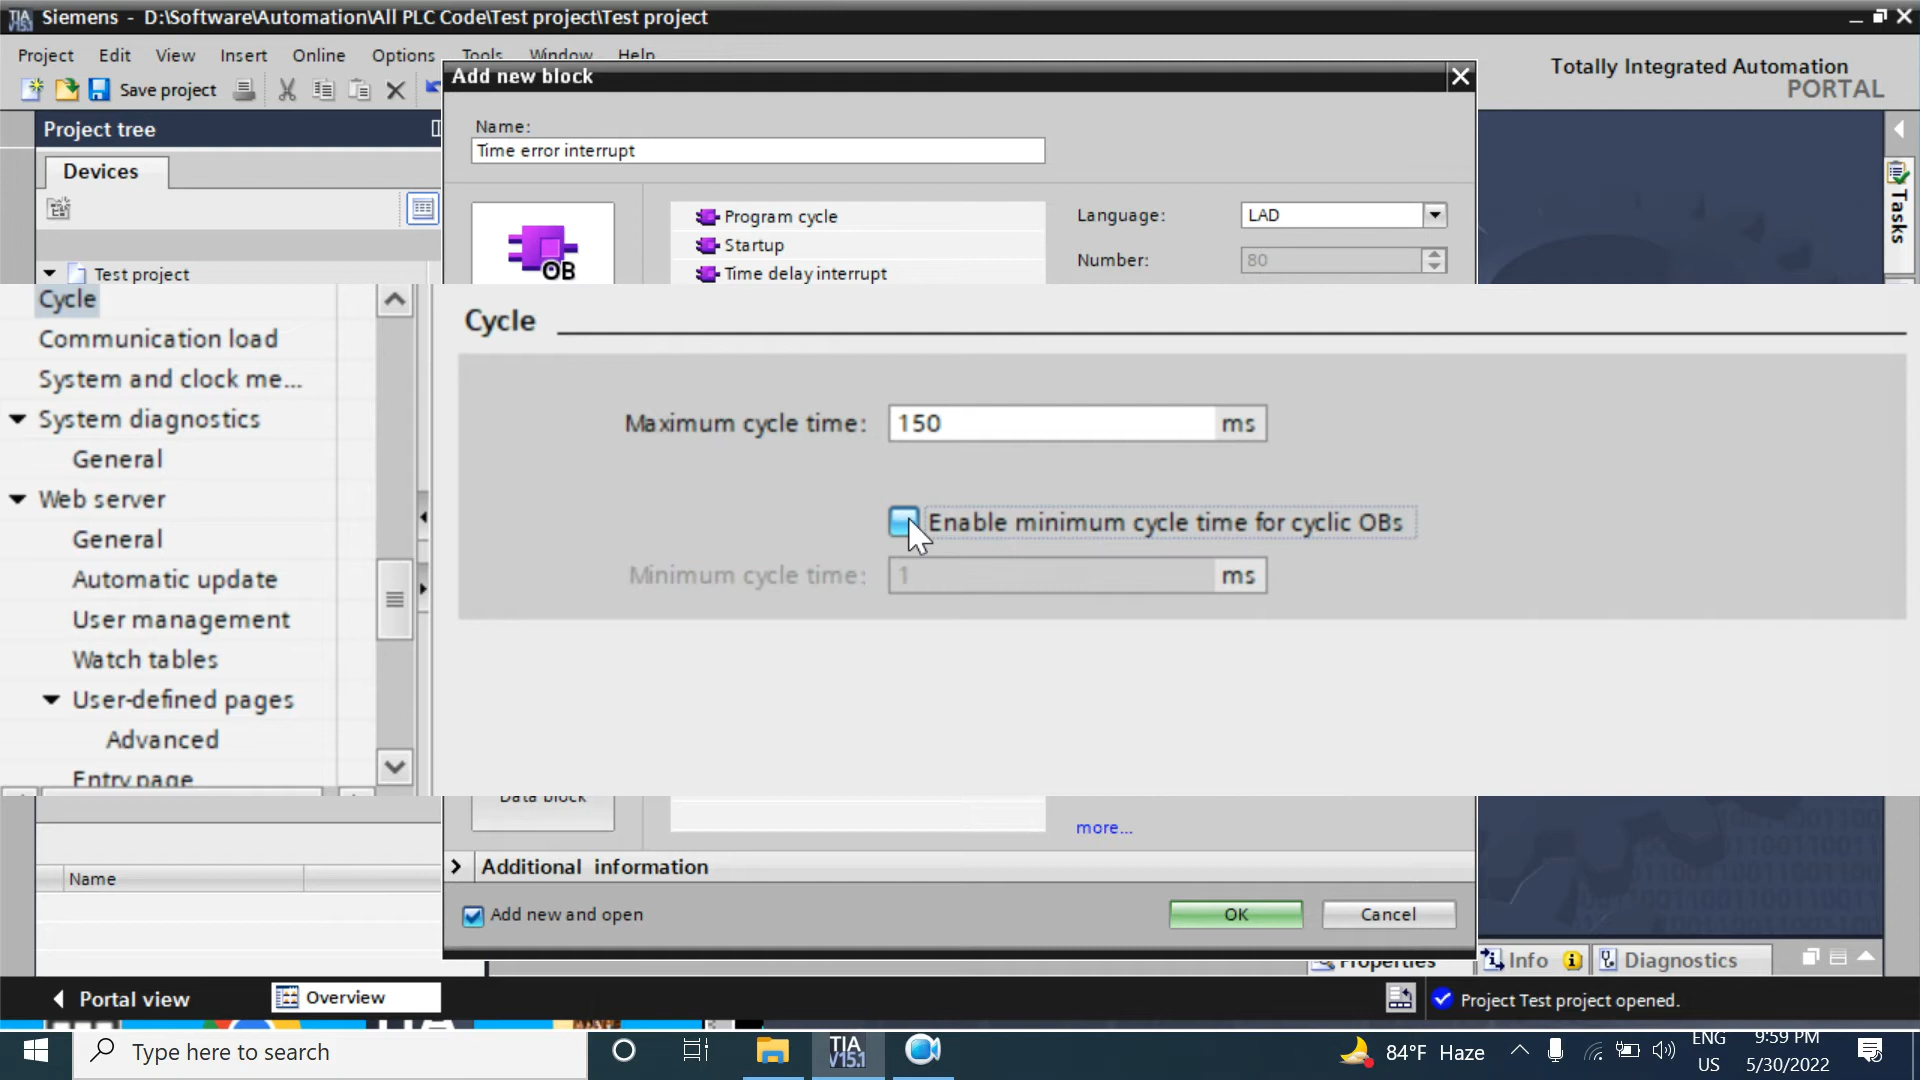 Siemens - D:\Software\Automation\All PLC Code\Test project\Test project
Project Edit View Insert Online Options Tools Window Help
Save project
Totally Integrated Automation
PORTAL
Add new block
Name:
Time error interrupt
Project tree
Devices
Tasks
OB
Program cycle
Startup
Time delay interrupt
Language: LAD
Number: 80
Test project
Cycle
Communication load
System and clock me...
System diagnostics
General
Web server
General
Automatic update
User management
Watch tables
User-defined pages
Advanced
Entry page
Cycle
Maximum cycle time: 150 ms
Enable minimum cycle time for cyclic OBs
Minimum cycle time: 1 ms
Data block
more...
Name
Additional information
Add new and open
OK Cancel
Properties Info Diagnostics
Portal view Overview
Project Test project opened.
Type here to search
TIA V15.1
84°F Haze
ENG
US
9:59 PM
5/30/2022